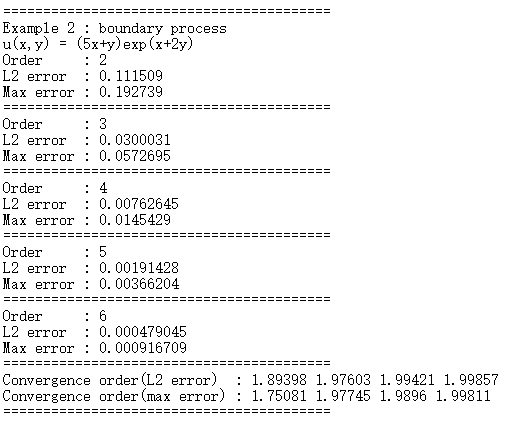 =========================================
Example 2 : boundary process
u(x,y) = (5x+y)exp(x+2y)
Order     : 2
L2 error  : 0.111509
Max error : 0.192739
=========================================
Order     : 3
L2 error  : 0.0300031
Max error : 0.0572695
=========================================
Order     : 4
L2 error  : 0.00762645
Max error : 0.0145429
=========================================
Order     : 5
L2 error  : 0.00191428
Max error : 0.00366204
=========================================
Order     : 6
L2 error  : 0.000479045
Max error : 0.000916709
=========================================
Convergence order(L2 error)  : 1.89398 1.97603 1.99421 1.99857
Convergence order(max error) : 1.75081 1.97745 1.9896 1.99811
=========================================